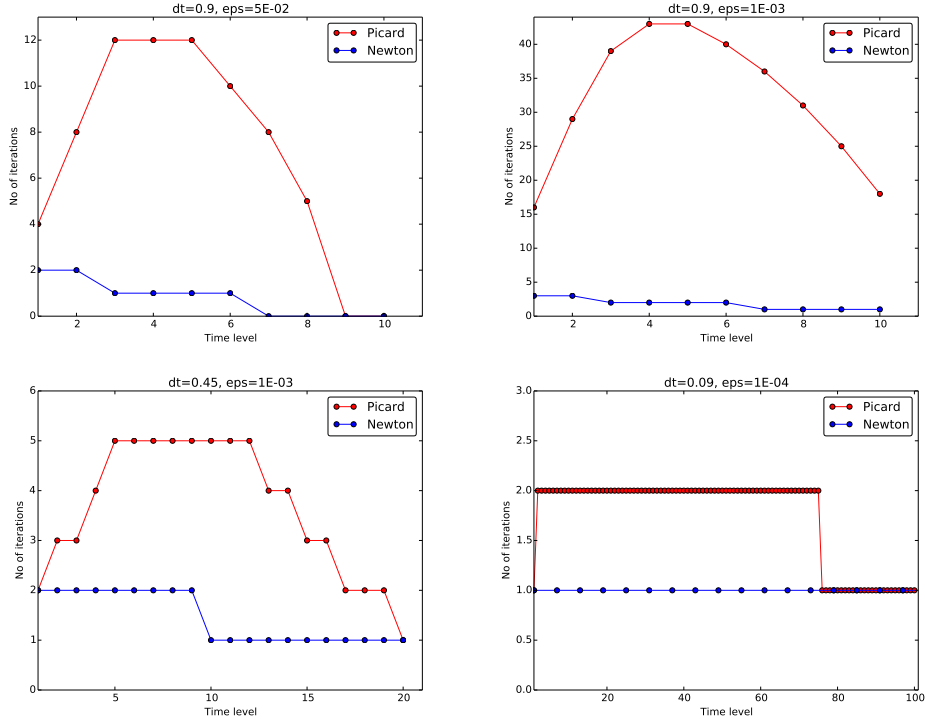 dt=0.9, eps=5E-02
Picard
Newton
12
10
8
6
4
2
0
No of iterations
2 4 6 8 10
Time level
dt=0.9, eps=1E-03
Picard
Newton
40
35
30
25
20
15
10
5
0
No of iterations
2 4 6 8 10
Time level
dt=0.45, eps=1E-03
Picard
Newton
6
5
4
3
2
1
0
No of iterations
5 10 15 20
Time level
dt=0.09, eps=1E-04
Picard
Newton
3.0
2.5
2.0
1.5
1.0
0.5
0.0
No of iterations
20 40 60 80 100
Time level